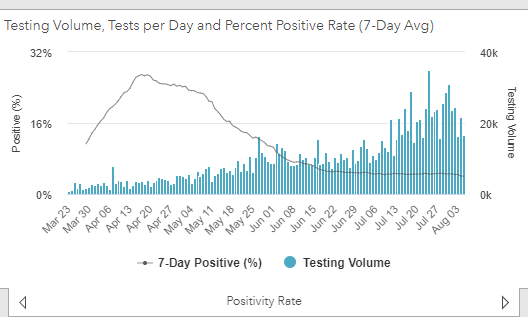 Testing Volume, Tests per Day and Percent Positive Rate (7-Day Avg)
32%
40k
16%
20k
0%
0k
Positive (%)
Testing Volume
Mar 23
Mar 30
Apr 06
Apr 13
Apr 20
Apr 27
May 04
May 11
May 18
May 25
Jun 01
Jun 08
Jun 15
Jun 22
Jun 29
Jul 06
Jul 13
Jul 20
Jul 27
Aug 03
7-Day Positive (%)
Testing Volume
Positivity Rate